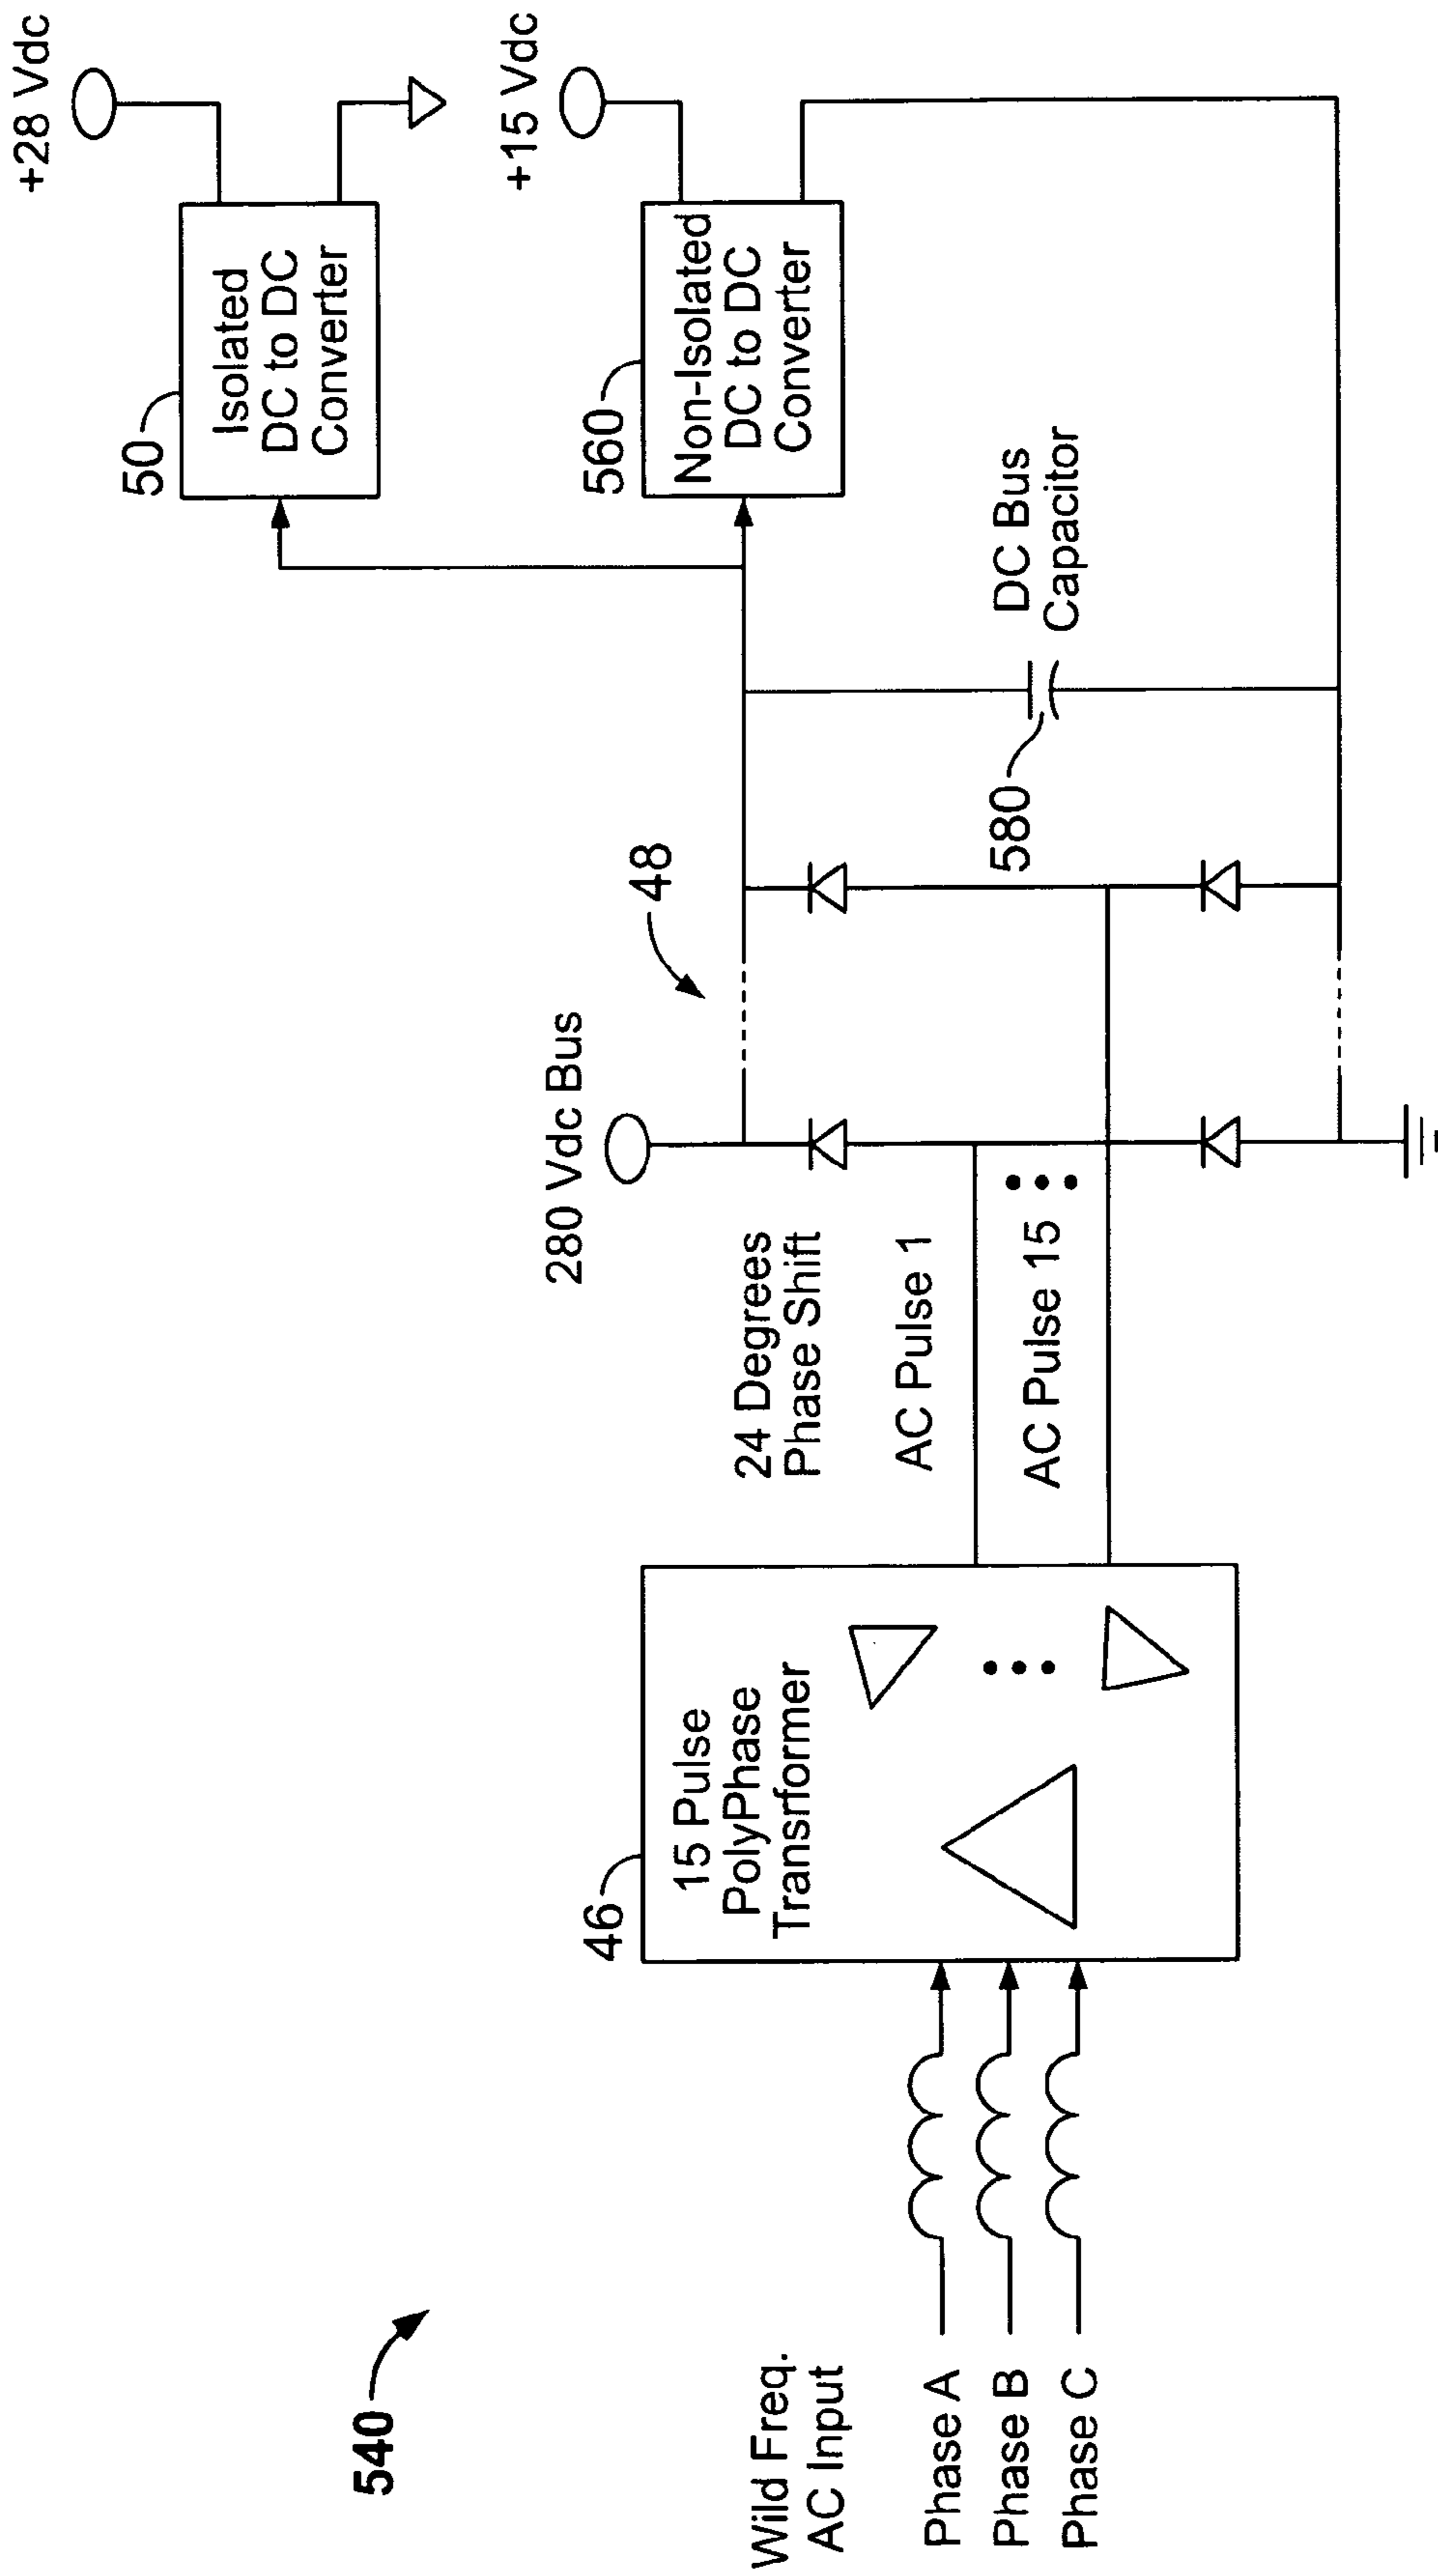 540
Wild Freq.
AC Input
Phase A
Phase B
Phase C
46
15 Pulse
PolyPhase
Transrformer
24 Degrees
Phase Shift
AC Pulse 1
AC Pulse 15
280 Vdc Bus
48
580
DC Bus
Capacitor
50
Isolated
DC to DC
Converter
+28 Vdc
560
Non-Isolated
DC to DC
Converter
+15 Vdc